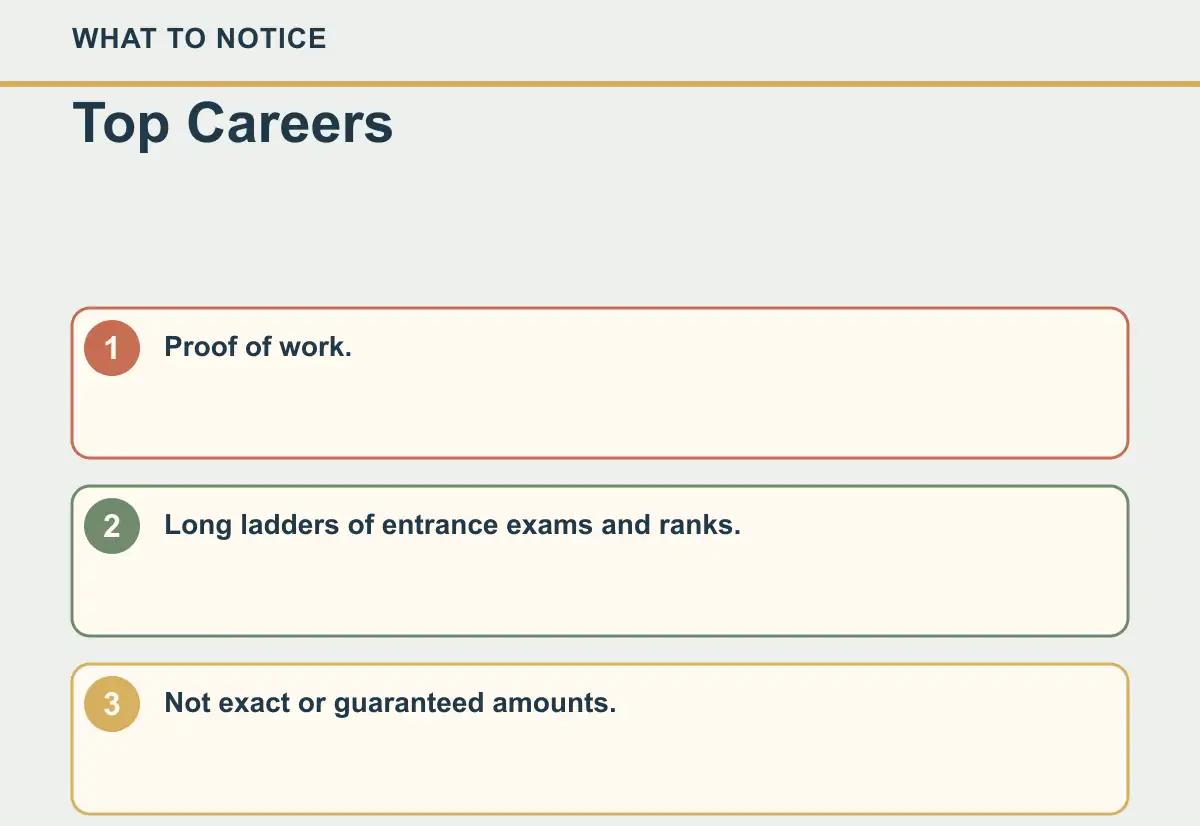 WHAT TO NOTICE
Top Careers
1 Proof of work.
2 Long ladders of entrance exams and ranks.
3 Not exact or guaranteed amounts.